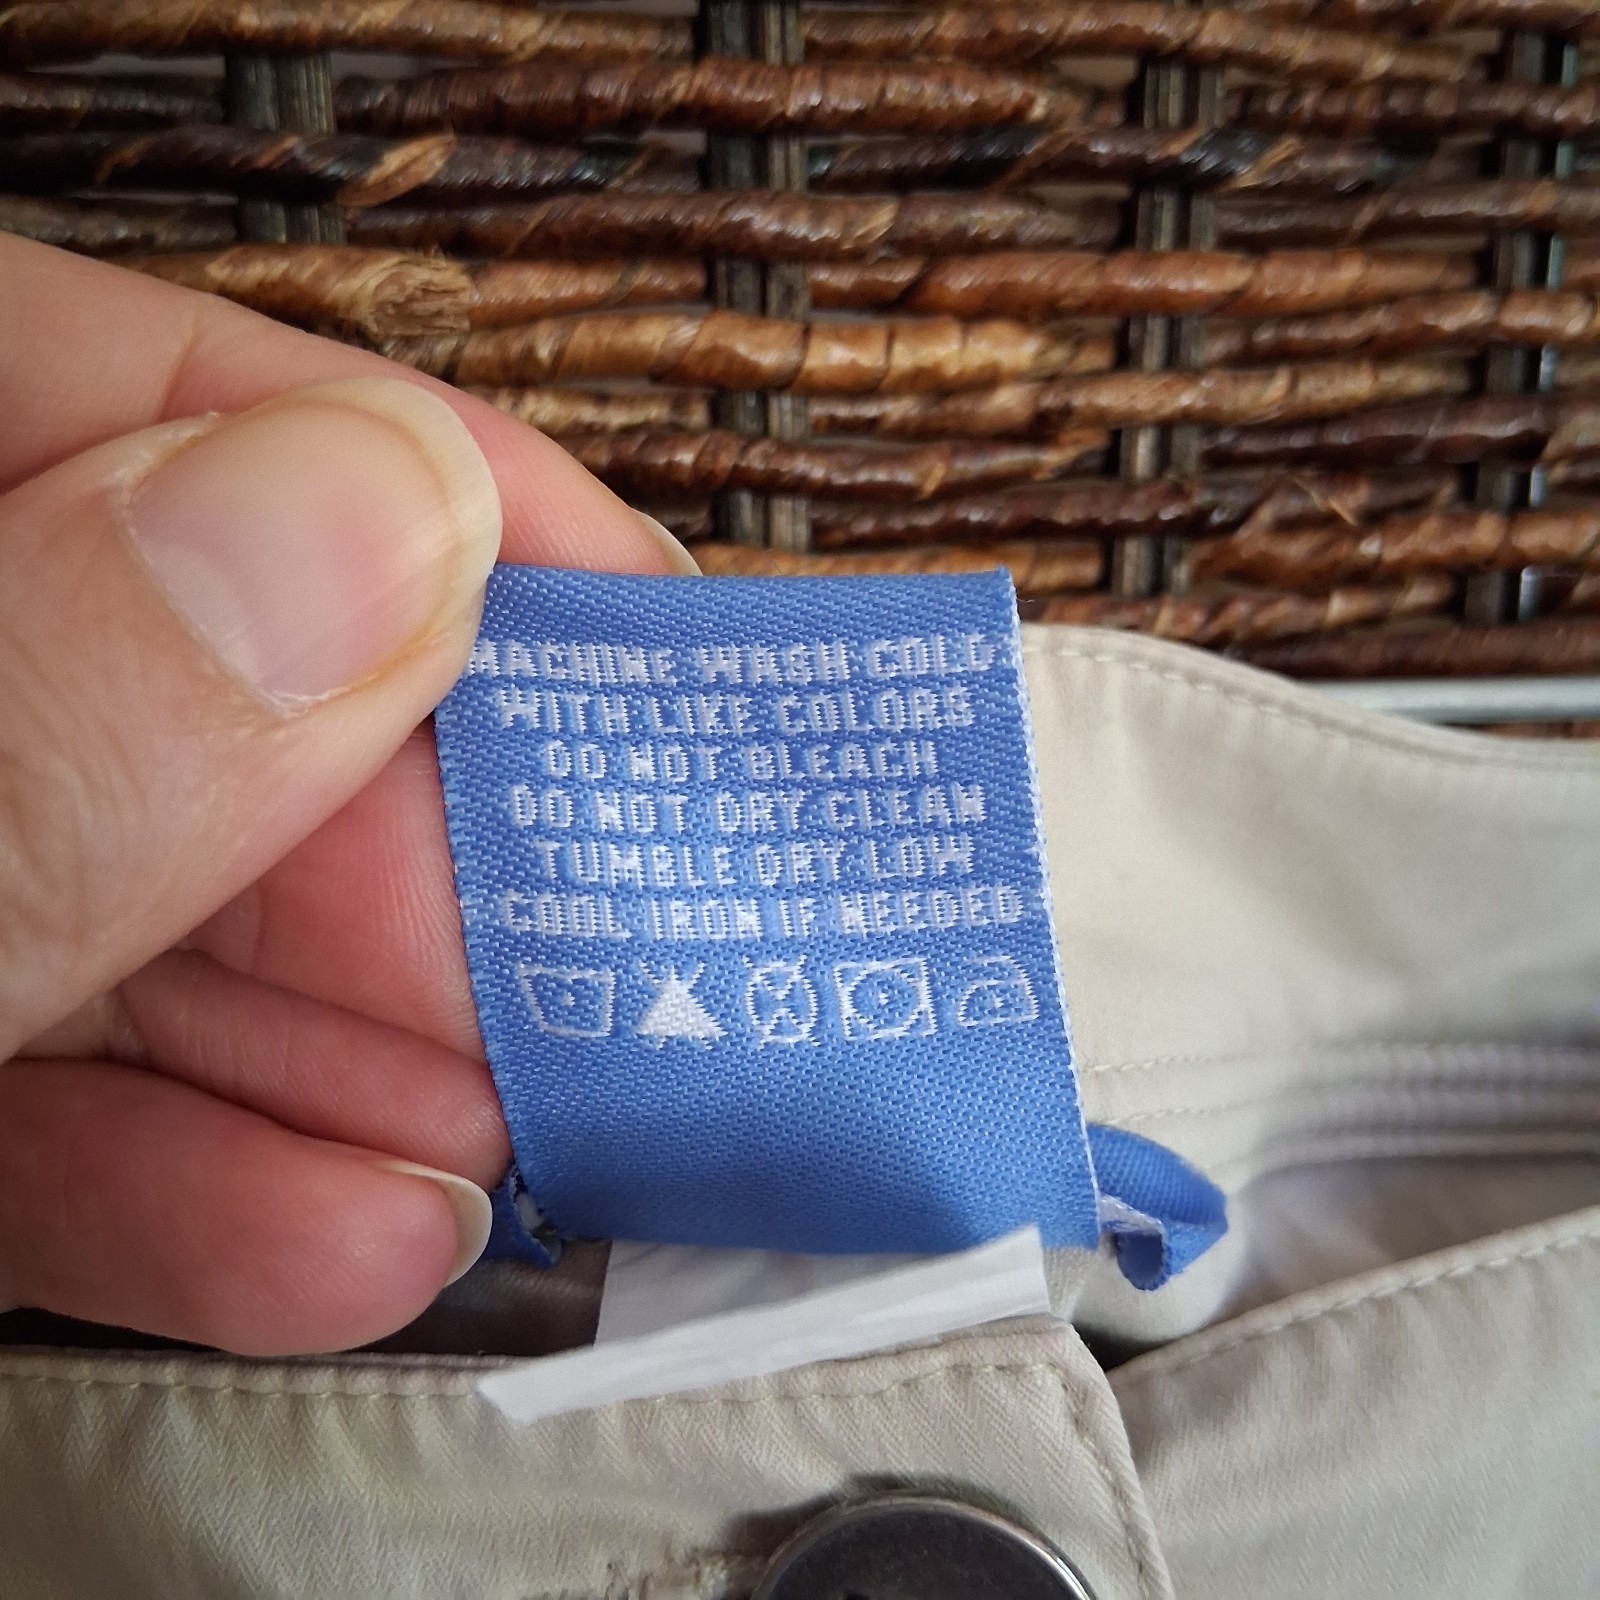 MACHINE WASH COLD
WITH LIKE COLORS
DO NOT BLEACH
DO NOT DRY CLEAN
TUMBLE DRY LOW
COOL IRON IF NEEDED